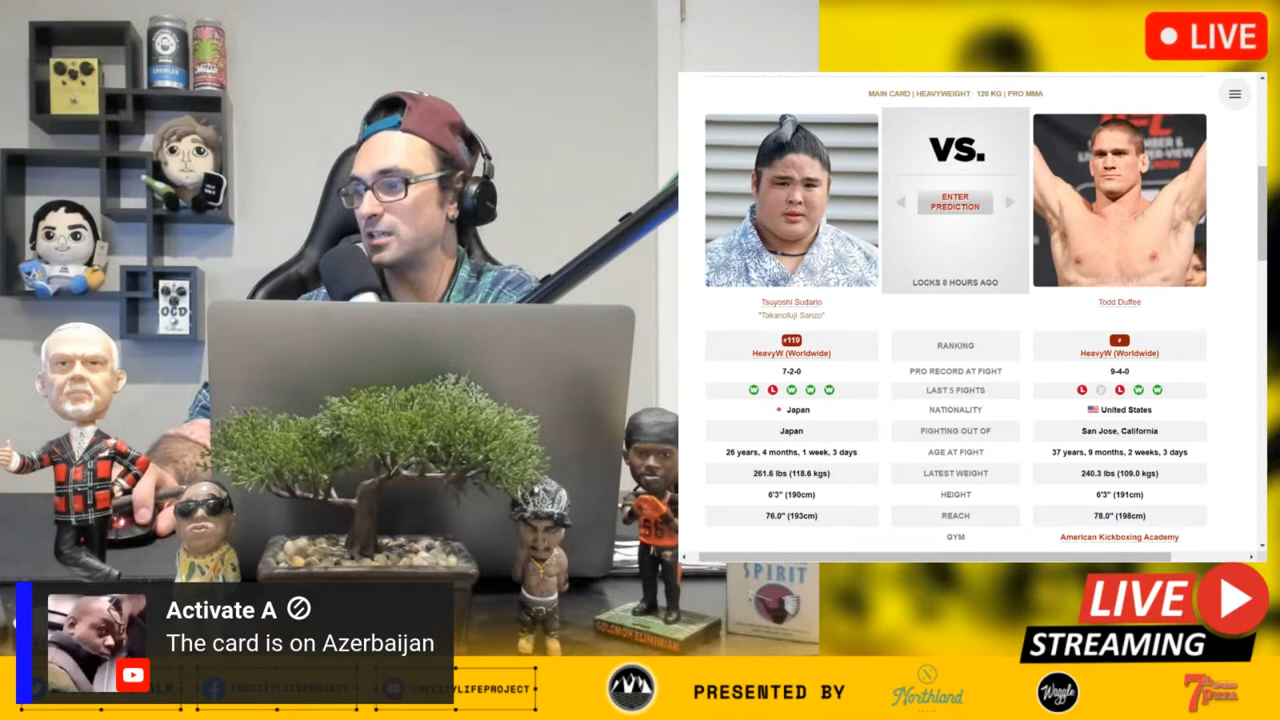 LIVE
MAIN CARD | HEAVYWEIGHT · 120 KG | PRO MMA
VS.
ENTER
PREDICTION
LOCKS 8 HOURS AGO
Tsuyoshi Sudario
"Takanofuji Sanzo"
Todd Duffee
#119
HeavyW (Worldwide)
RANKING
#
HeavyW (Worldwide)
7-2-0
PRO RECORD AT FIGHT
9-4-0
W L W W W
LAST 5 FIGHTS
L D L W W
Japan
NATIONALITY
United States
Japan
FIGHTING OUT OF
San Jose, California
26 years, 4 months, 1 week, 3 days
AGE AT FIGHT
37 years, 9 months, 2 weeks, 3 days
261.6 lbs (118.6 kgs)
LATEST WEIGHT
240.3 lbs (109.0 kgs)
6'3" (190cm)
HEIGHT
6'3" (191cm)
76.0" (193cm)
REACH
78.0" (198cm)
GYM
American Kickboxing Academy
OCD
SPIRIT
SOLOMON ELIMIMIAN
Activate A
The card is on Azerbaijan
LIVE
STREAMING
THECITYLIFEPROJECT
THECITYLIFEPROJECT
PRESENTED BY
Northland
Waggle